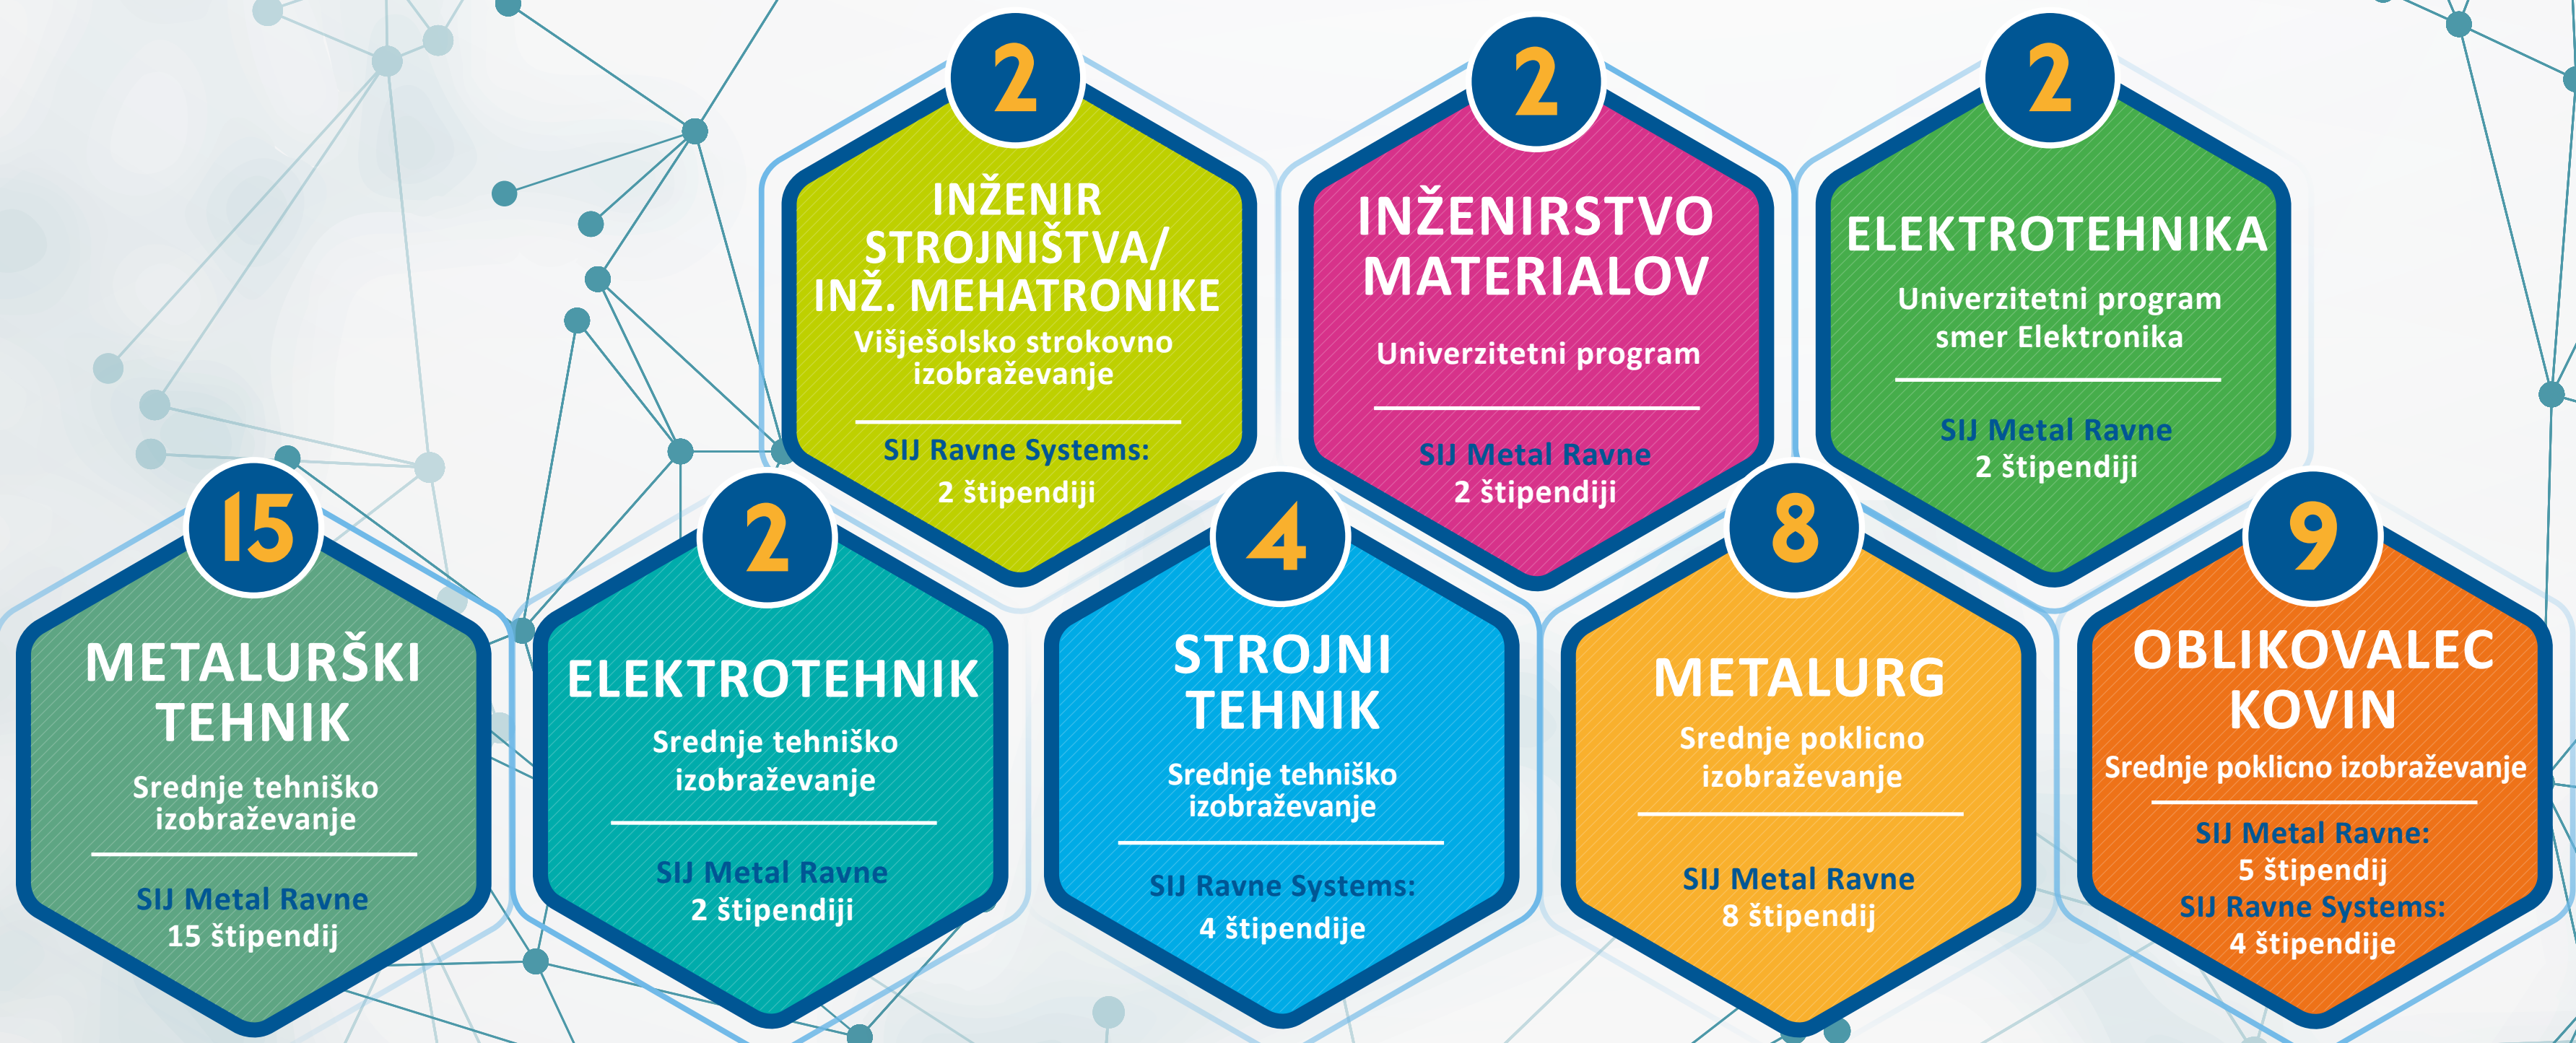 2
INŽENIR
STROJNIŠTVA/
INŽ. MEHATRONIKE
Višješolsko strokovno
izobraževanje
SIJ Ravne Systems:
2 štipendiji
2
INŽENIRSTVO
MATERIALOV
Univerzitetni program
SIJ Metal Ravne
2 štipendiji
2
ELEKTROTEHNIKA
Univerzitetni program
smer Elektronika
SIJ Metal Ravne
2 štipendiji
15
METALURŠKI
TEHNIK
Srednje tehniško
izobraževanje
SIJ Metal Ravne
15 štipendij
2
ELEKTROTEHNIK
Srednje tehniško
izobraževanje
SIJ Metal Ravne
2 štipendiji
4
STROJNI
TEHNIK
Srednje tehniško
izobraževanje
SIJ Ravne Systems:
4 štipendije
8
METALURG
Srednje poklicno
izobraževanje
SIJ Metal Ravne
8 štipendij
9
OBLIKOVALEC
KOVIN
Srednje poklicno izobraževanje
SIJ Metal Ravne:
5 štipendij
SIJ Ravne Systems:
4 štipendije